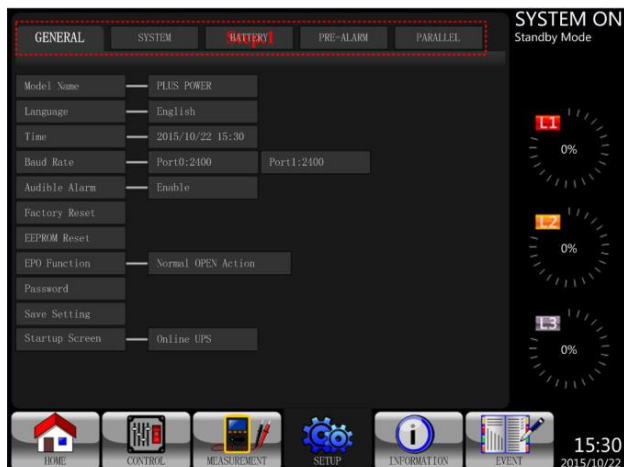 SYSTEM ON
Standby Mode
GENERAL SYSTEM BATTERY PRE-ALARM PARALLEL
Step1
Model Name PLUS POWER
Language English
Time 2015/10/22 15:30
Baud Rate Port0:2400 Port1:2400
Audible Alarm Enable
Factory Reset
EEPROM Reset
EPO Function Normal OPEN Action
Password
Save Setting
Startup Screen Online UPS
L1
0%
L2
0%
L3
0%
HOME CONTROL MEASUREMENT SETUP INFORMATION EVENT
15:30
2015/10/22